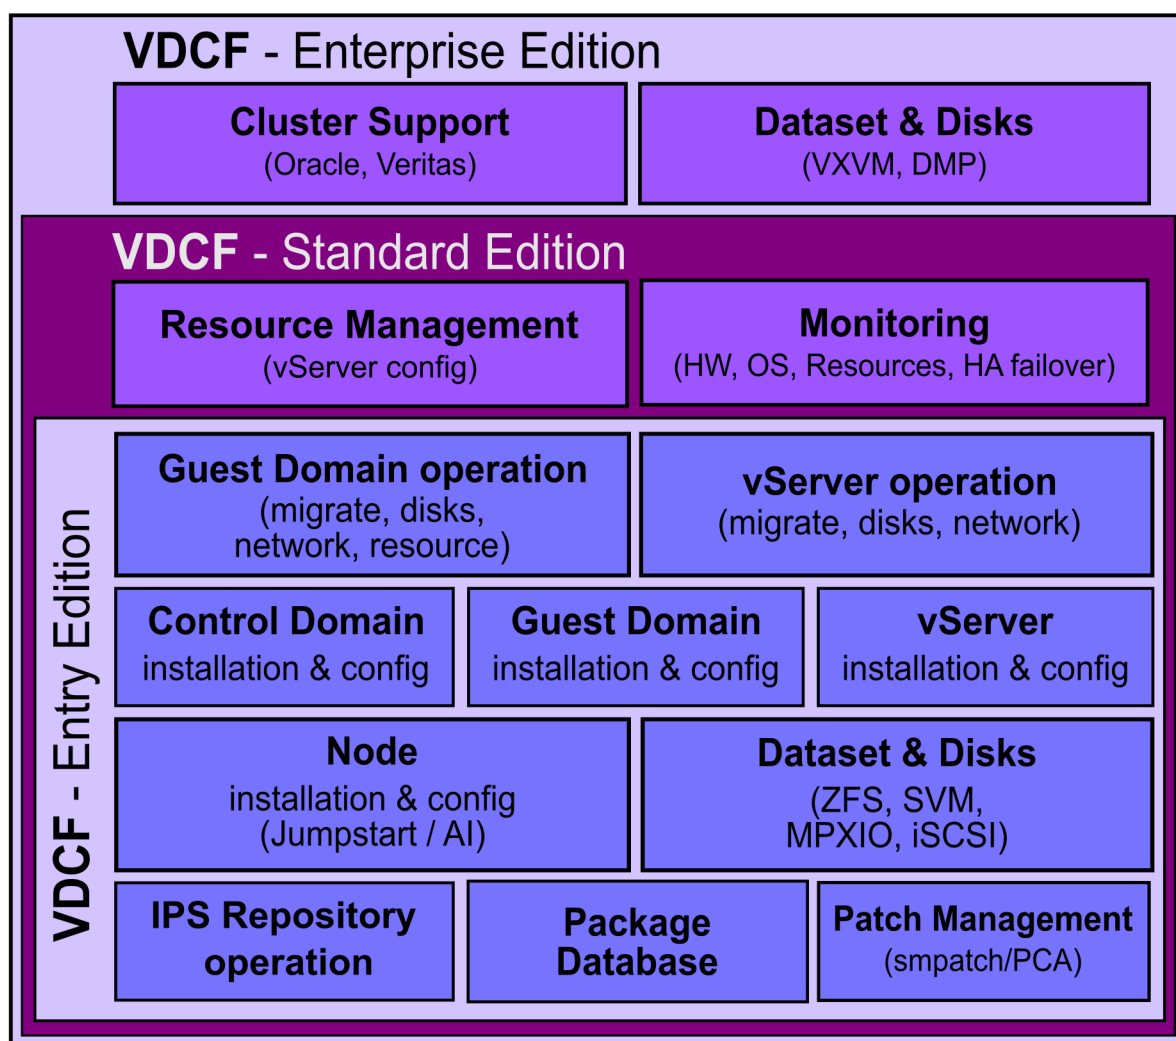 VDCF - Enterprise Edition
Cluster Support
(Oracle, Veritas)
Dataset & Disks
(VXVM, DMP)
VDCF - Standard Edition
Resource Management
(vServer config)
Monitoring
(HW, OS, Resources, HA failover)
VDCF - Entry Edition
Guest Domain operation
(migrate, disks,
network, resource)
vServer operation
(migrate, disks, network)
Control Domain
installation & config
Guest Domain
installation & config
vServer
installation & config
Node
installation & config
(Jumpstart / AI)
Dataset & Disks
(ZFS, SVM,
MPXIO, iSCSI)
IPS Repository
operation
Package
Database
Patch Management
(smpatch/PCA)